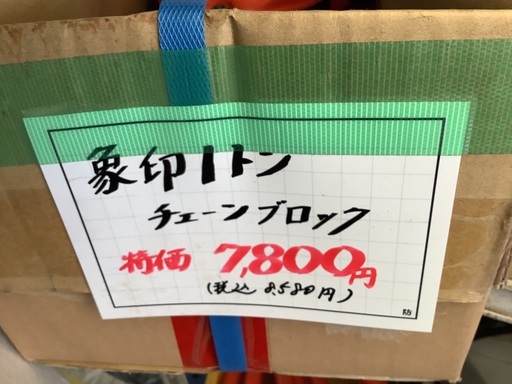 象印1トン
チェーンブロック
特価 7,800円
(税込 8,580円)
防